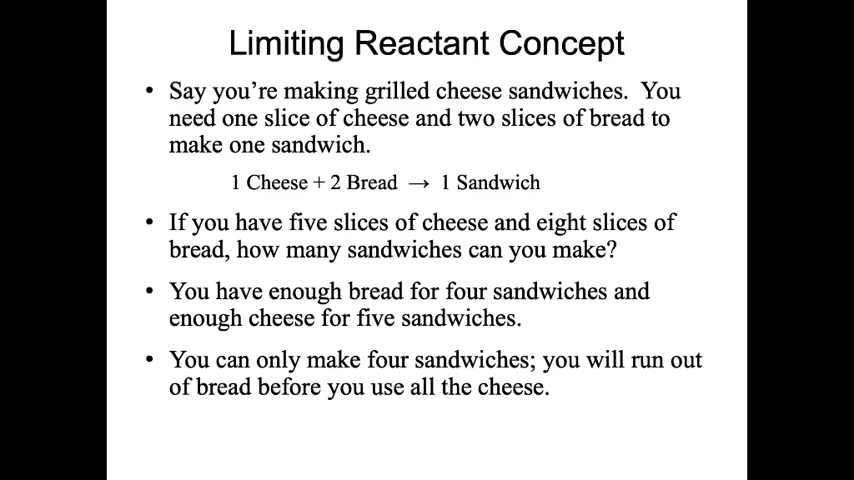 Limiting Reactant Concept
• Say you’re making grilled cheese sandwiches.  You
need one slice of cheese and two slices of bread to
make one sandwich.
1 Cheese + 2 Bread → 1 Sandwich
• If you have five slices of cheese and eight slices of
bread, how many sandwiches can you make?
• You have enough bread for four sandwiches and
enough cheese for five sandwiches.
• You can only make four sandwiches; you will run out
of bread before you use all the cheese.